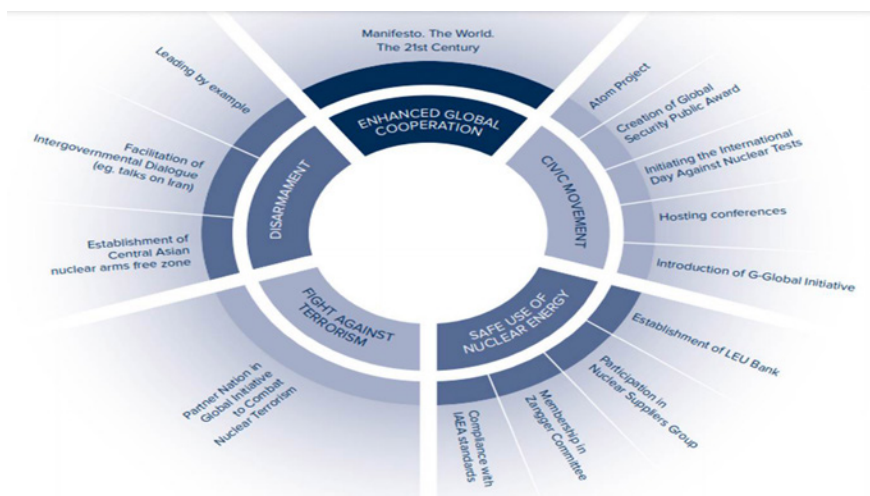 Manifesto. The World.
The 21st Century
ENHANCED GLOBAL
COOPERATION
Atom Project
Creation of Global
Security Public Award
Initiating the International
Day Against Nuclear Tests
Hosting conferences
Introduction of G-Global Initiative
CIVIC MOVEMENT
Establishment of LEU Bank
Participation in
Nuclear Suppliers Group
Membership in
Zangger Committee
Compliance with
IAEA standards
SAFE USE OF
NUCLEAR ENERGY
FIGHT AGAINST
TERRORISM
Partner Nation in
Global Initiative
to Combat
Nuclear Terrorism
DISARMAMENT
Establishment of
Central Asian
nuclear arms free zone
Facilitation of
Intergovernmental Dialogue
(eg. talks on Iran)
Leading by example